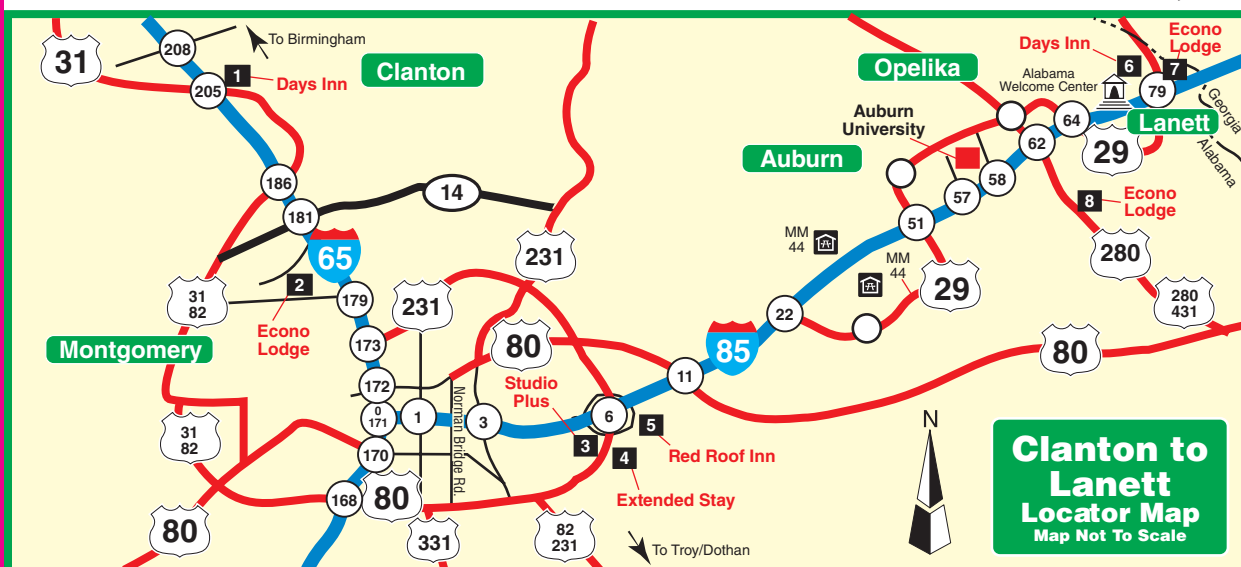 To Birmingham
208
31
Clanton
1
Days Inn
205
186
181
14
65
2
Econo
Lodge
179
31
82
231
173
Montgomery
172
0
171
1
3
170
168
31
82
80
80
331
Norman Bridge Rd.
231
80
Studio
Plus
3
6
5
Red Roof Inn
4
Extended Stay
82
231
To Troy/Dothan
11
85
22
MM
44
MM
44
29
51
57
58
Auburn
Auburn
University
Opelika
62
64
Alabama
Welcome Center
Days Inn
6
Econo
Lodge
7
79
Georgia
Alabama
Lanett
29
8
Econo
Lodge
280
280
431
80
N
Clanton to
Lanett
Locator Map
Map Not To Scale